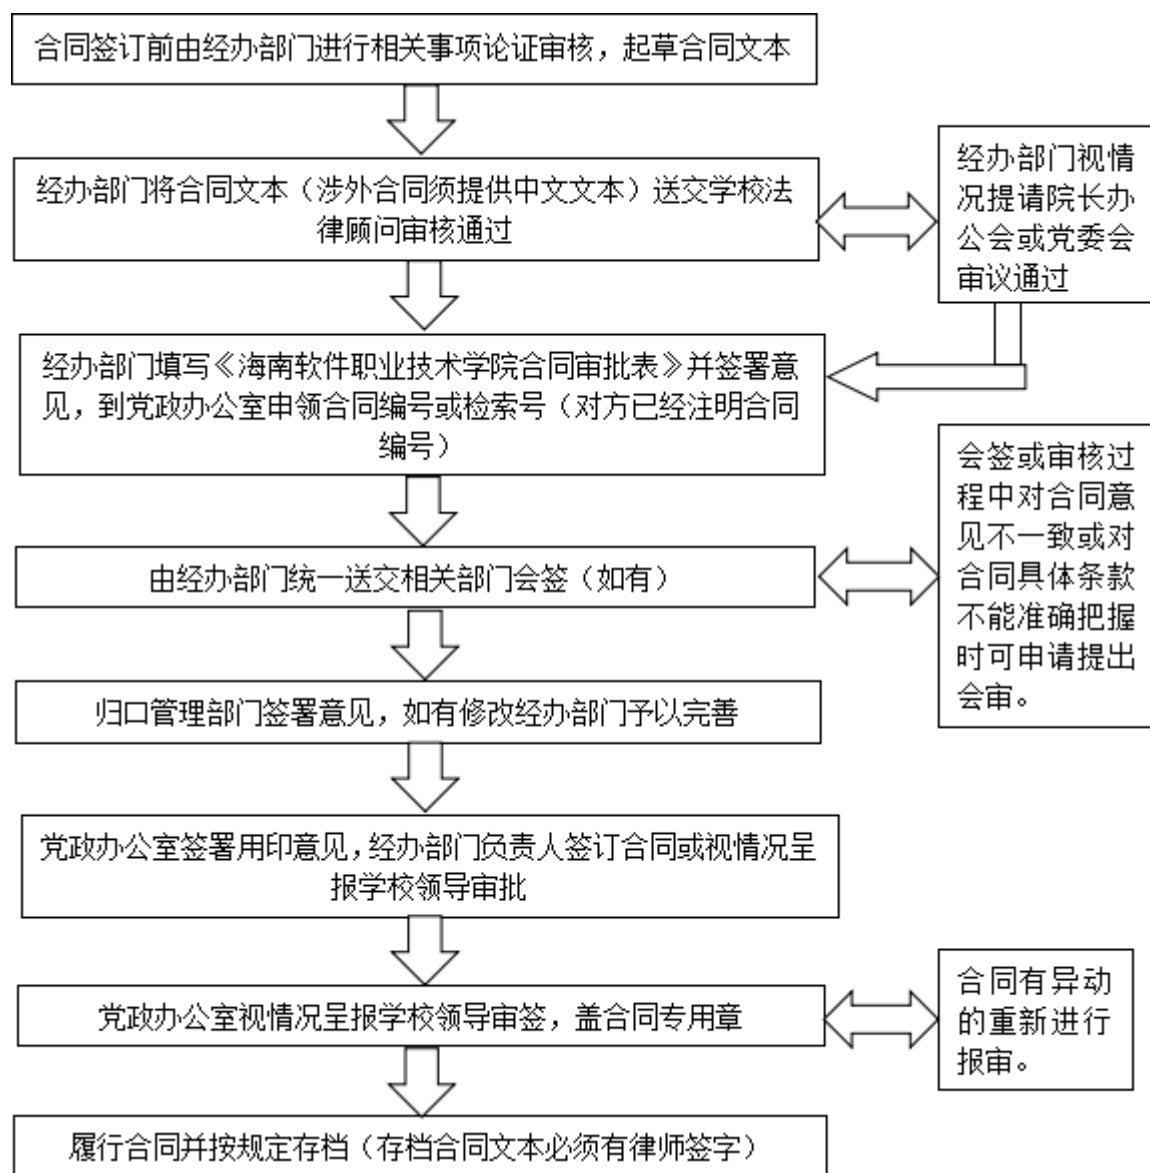 合同签订前由经办部门进行相关事项论证审核，起草合同文本
经办部门将合同文本（涉外合同须提供中文文本）送交学校法
律顾问审核通过
经办部门视情
况提请院长办
公会或党委会
审议通过
经办部门填写《海南软件职业技术学院合同审批表》并签署意
见，到党政办公室申领合同编号或检索号（对方已经注明合同
编号）
会签或审核过
程中对合同意
见不一致或对
合同具体条款
不能准确把握
时可申请提出
会审。
由经办部门统一送交相关部门会签（如有）
归口管理部门签署意见，如有修改经办部门予以完善
党政办公室签署用印意见，经办部门负责人签订合同或视情况呈
报学校领导审批
党政办公室视情况呈报学校领导审签，盖合同专用章
合同有异动
的重新进行
报审。
履行合同并按规定存档（存档合同文本必须有律师签字）